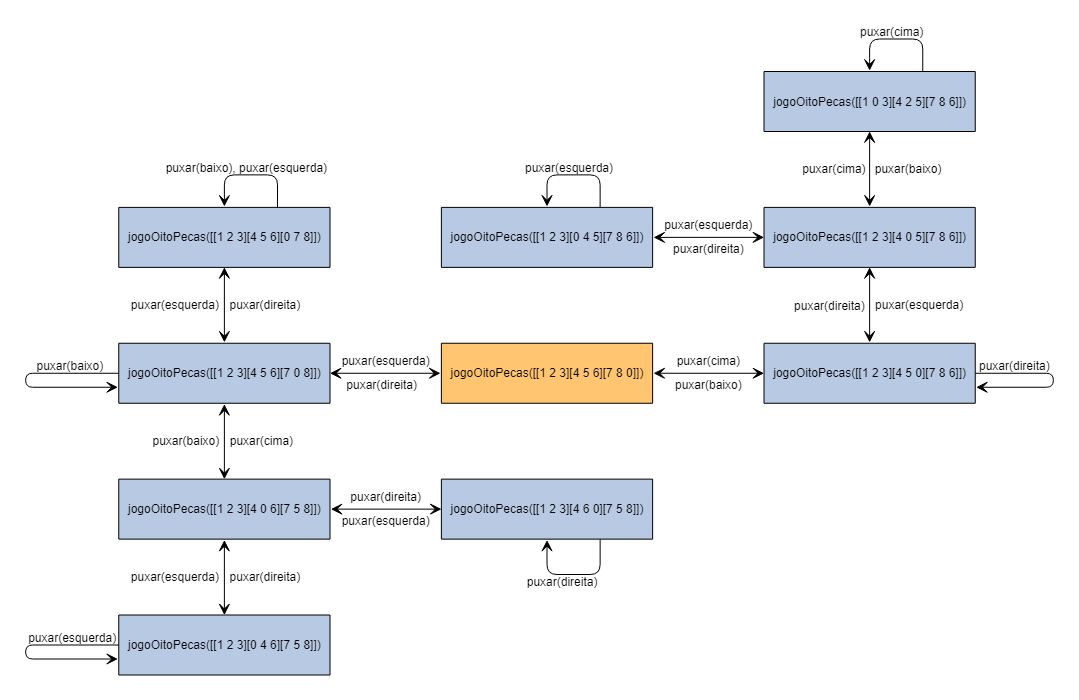 puxar(cima)
jogoOitoPecas([[1 0 3][4 2 5][7 8 6]])
puxar(baixo), puxar(esquerda)
puxar(esquerda)
puxar(cima)
puxar(baixo)
jogoOitoPecas([[1 2 3][4 5 6][0 7 8]])
jogoOitoPecas([[1 2 3][0 4 5][7 8 6]])
puxar(esquerda)
puxar(direita)
jogoOitoPecas([[1 2 3][4 0 5][7 8 6]])
puxar(esquerda)
puxar(direita)
puxar(direita)
puxar(esquerda)
puxar(baixo)
jogoOitoPecas([[1 2 3][4 5 6][7 0 8]])
puxar(esquerda)
puxar(direita)
jogoOitoPecas([[1 2 3][4 5 6][7 8 0]])
puxar(cima)
puxar(baixo)
jogoOitoPecas([[1 2 3][4 5 0][7 8 6]])
puxar(direita)
puxar(baixo)
puxar(cima)
jogoOitoPecas([[1 2 3][4 0 6][7 5 8]])
puxar(direita)
puxar(esquerda)
jogoOitoPecas([[1 2 3][4 6 0][7 5 8]])
puxar(esquerda)
puxar(direita)
puxar(direita)
puxar(esquerda)
jogoOitoPecas([[1 2 3][0 4 6][7 5 8]])